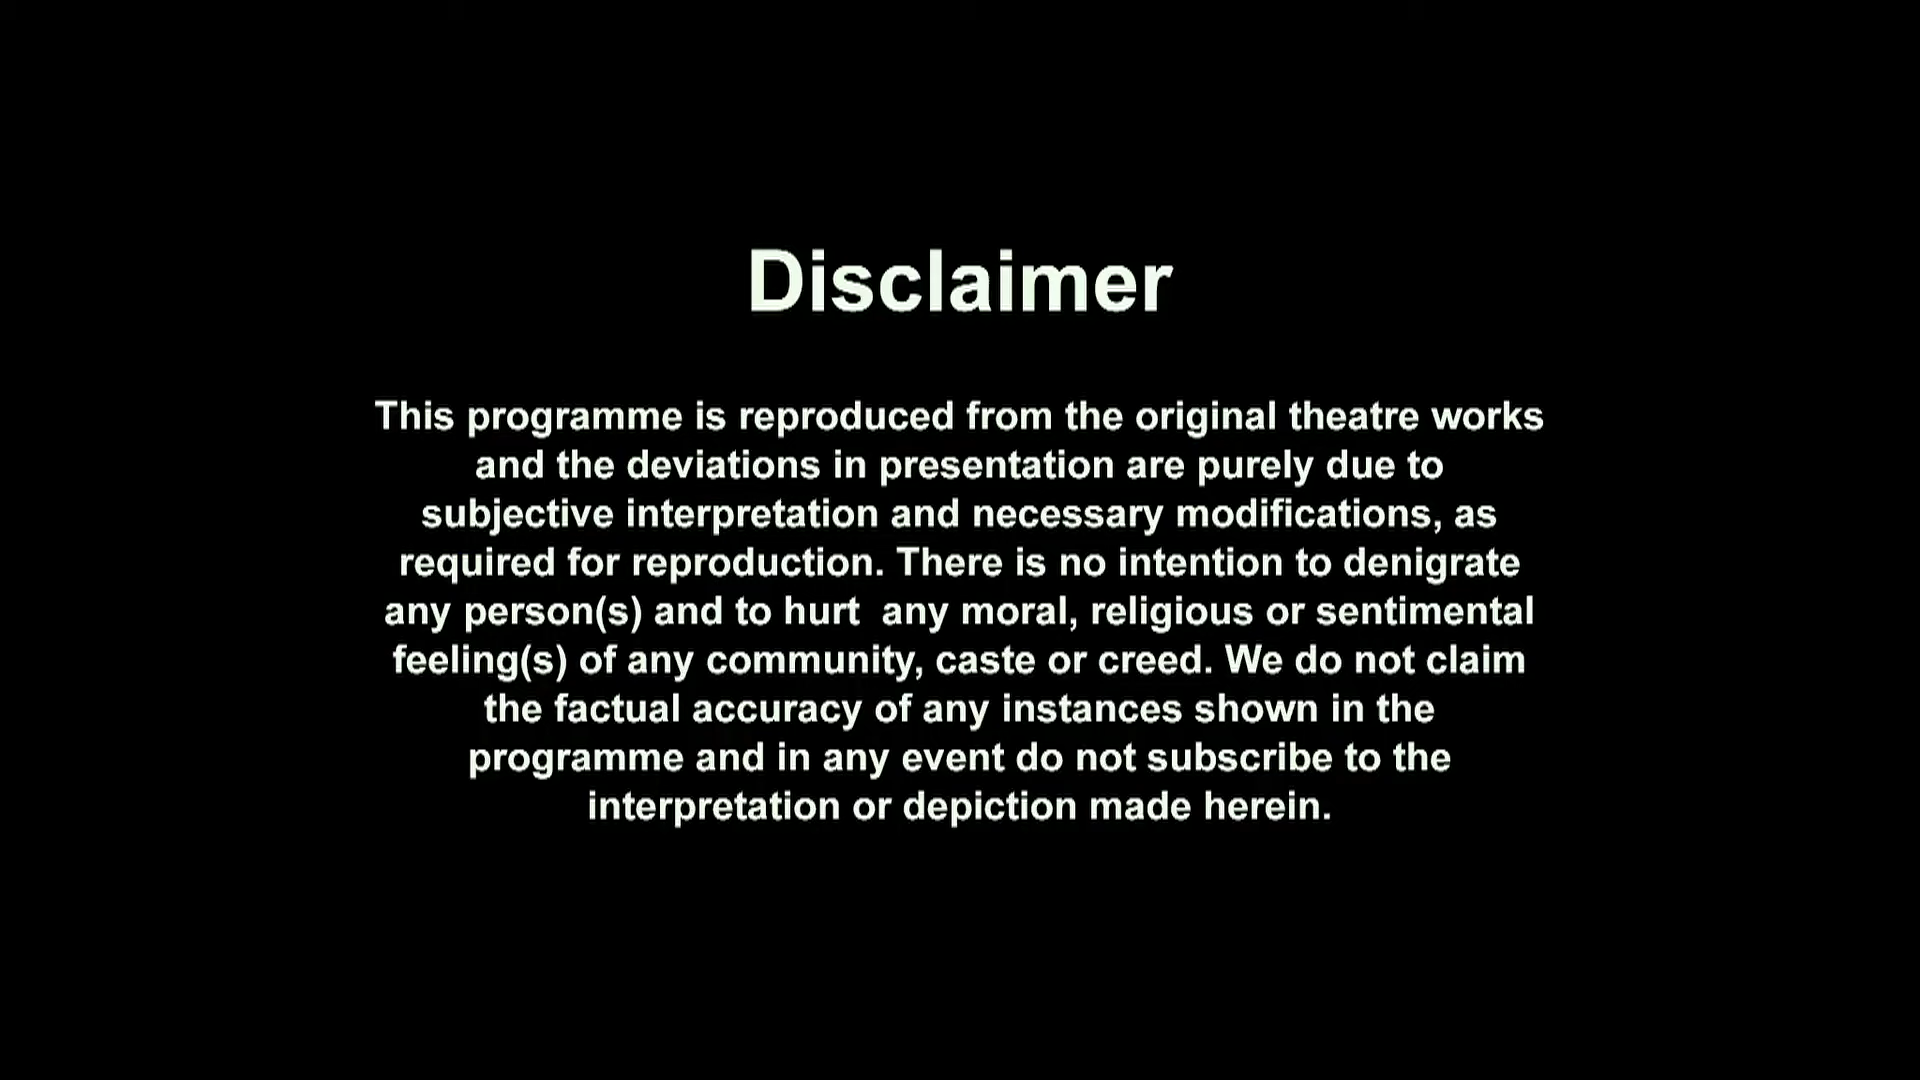 Disclaimer
This programme is reproduced from the original theatre works
and the deviations in presentation are purely due to
subjective interpretation and necessary modifications, as
required for reproduction. There is no intention to denigrate
any person(s) and to hurt  any moral, religious or sentimental
feeling(s) of any community, caste or creed. We do not claim
the factual accuracy of any instances shown in the
programme and in any event do not subscribe to the
interpretation or depiction made herein.